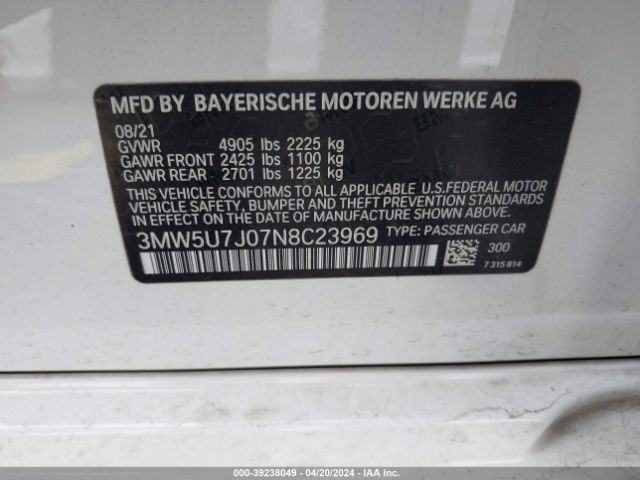 MFD BY BAYERISCHE MOTOREN WERKE AG
08/21
GVWR 4905 lbs 2225 kg
GAWR FRONT 2425 lbs 1100 kg
GAWR REAR : 2701 lbs 1225 kg
THIS VEHICLE CONFORMS TO ALL APPLICABLE U.S.FEDERAL MOTOR
VEHICLE SAFETY, BUMPER AND THEFT PREVENTION STANDARDS
IN EFFECT ON THE DATE OF MANUFACTURE SHOWN ABOVE.
3MW5U7J07N8C23969 TYPE: PASSENGER CAR
300
7 315 814
000-39238049 - 04/20/2024 - IAA Inc.